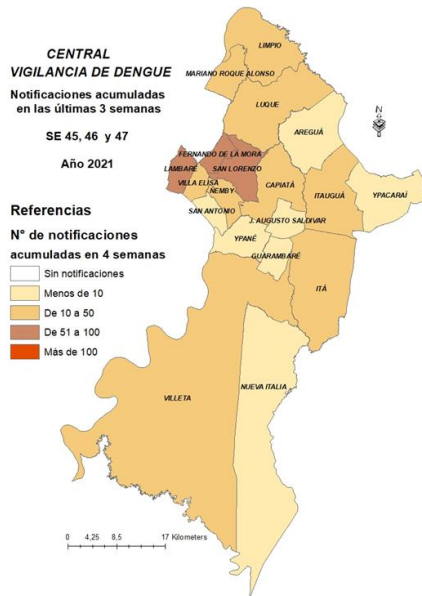 CENTRAL
VIGILANCIA DE DENGUE
Notificaciones acumuladas
en las últimas 3 semanas
SE 45, 46 y 47
Año 2021
Referencias
N° de notificaciones
acumuladas en 4 semanas
Sin notificaciones
Menos de 10
De 10 a 50
De 51 a 100
Más de 100
N
LIMPIO
MARIANO ROQUE ALONSO
LUQUE
AREGUÁ
FERNANDO DE LA MORA
LAMBARÉ
SAN LORENZO
VILLA ELISA
ÑEMBY
CAPIATÁ
ITAUGUÁ
YPACARAÍ
SAN ANTONIO
J. AUGUSTO SALDIVAR
YPANÉ
GUARAMBARÉ
ITÁ
VILLETA
NUEVA ITALIA
0 4,25 8,5 17 Kilometers